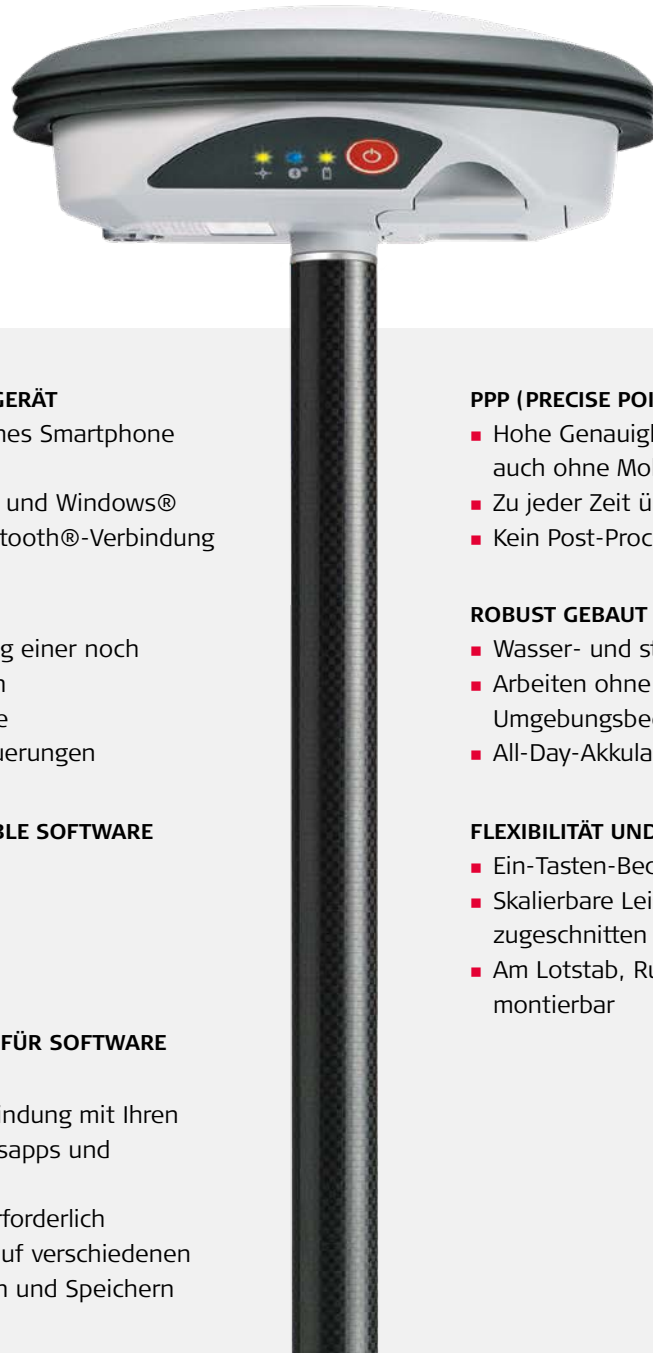 GERÄT
nes Smartphone
und Windows®
tooth®-Verbindung
g einer noch
n
e
uerungen
BLE SOFTWARE
FÜR SOFTWARE
indung mit Ihren
sapps und
rforderlich
uf verschiedenen
n und Speichern
PPP (PRECISE POI
■ Hohe Genauigk
auch ohne Mo
■ Zu jeder Zeit ü
■ Kein Post-Proc
ROBUST GEBAUT
■ Wasser- und st
■ Arbeiten ohne
Umgebungsbe
■ All-Day-Akkula
FLEXIBILITÄT UND
■ Ein-Tasten-Bed
■ Skalierbare Lei
zugeschnitten
■ Am Lotstab, Ru
montierbar